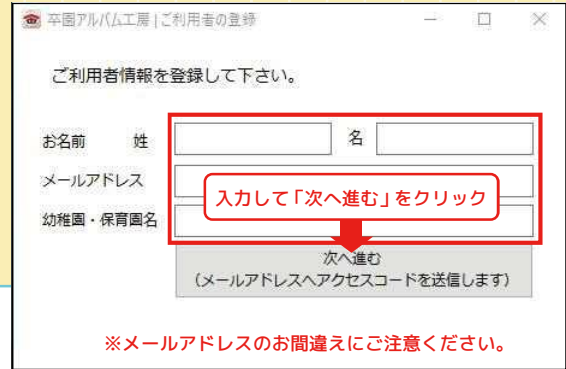 卒園アルバム工房 | ご利用者の登録
ご利用者情報を登録して下さい。
お名前 姓 名
メールアドレス
入力して「次へ進む」をクリック
幼稚園・保育園名
次へ進む
（メールアドレスへアクセスコードを送信します）
※メールアドレスのお間違えにご注意ください。